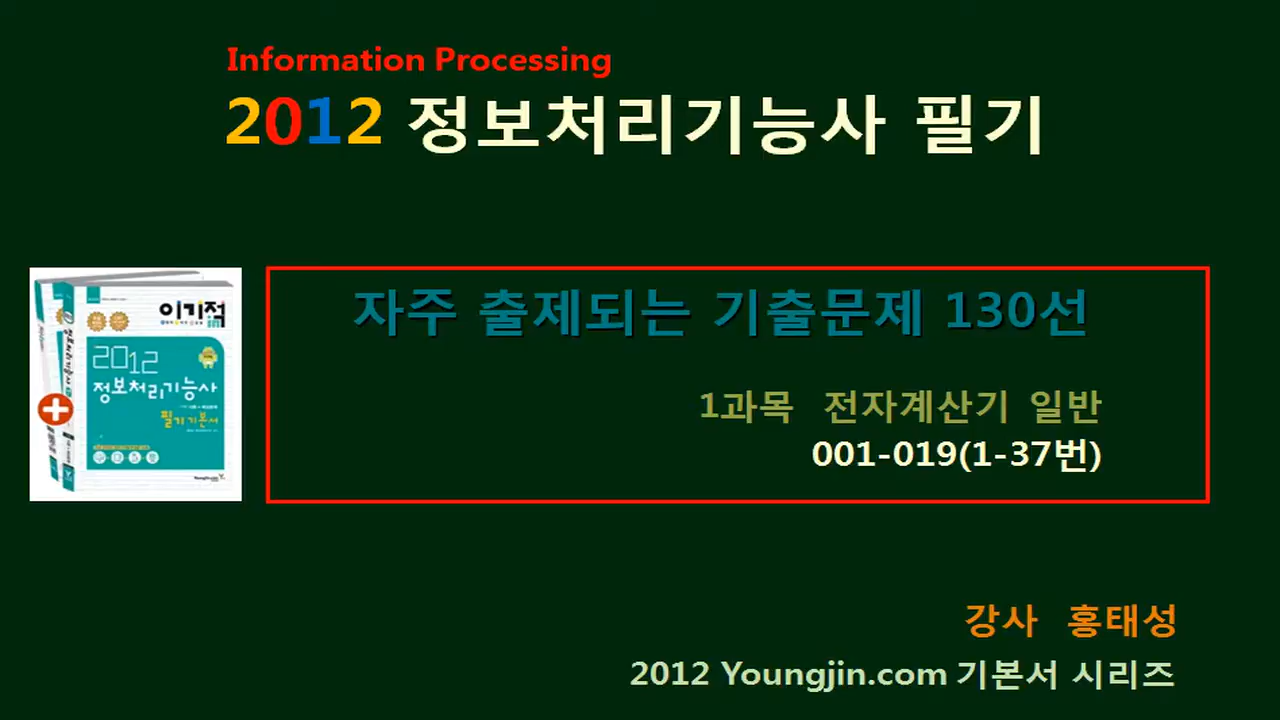 Information Processing
2012 정보처리기능사 필기
이기적
2012
정보처리기능사
필기 기본서
자주 출제되는 기출문제 130선
1과목 전자계산기 일반
001-019(1-37번)
강사 홍태성
2012 Youngjin.com 기본서 시리즈